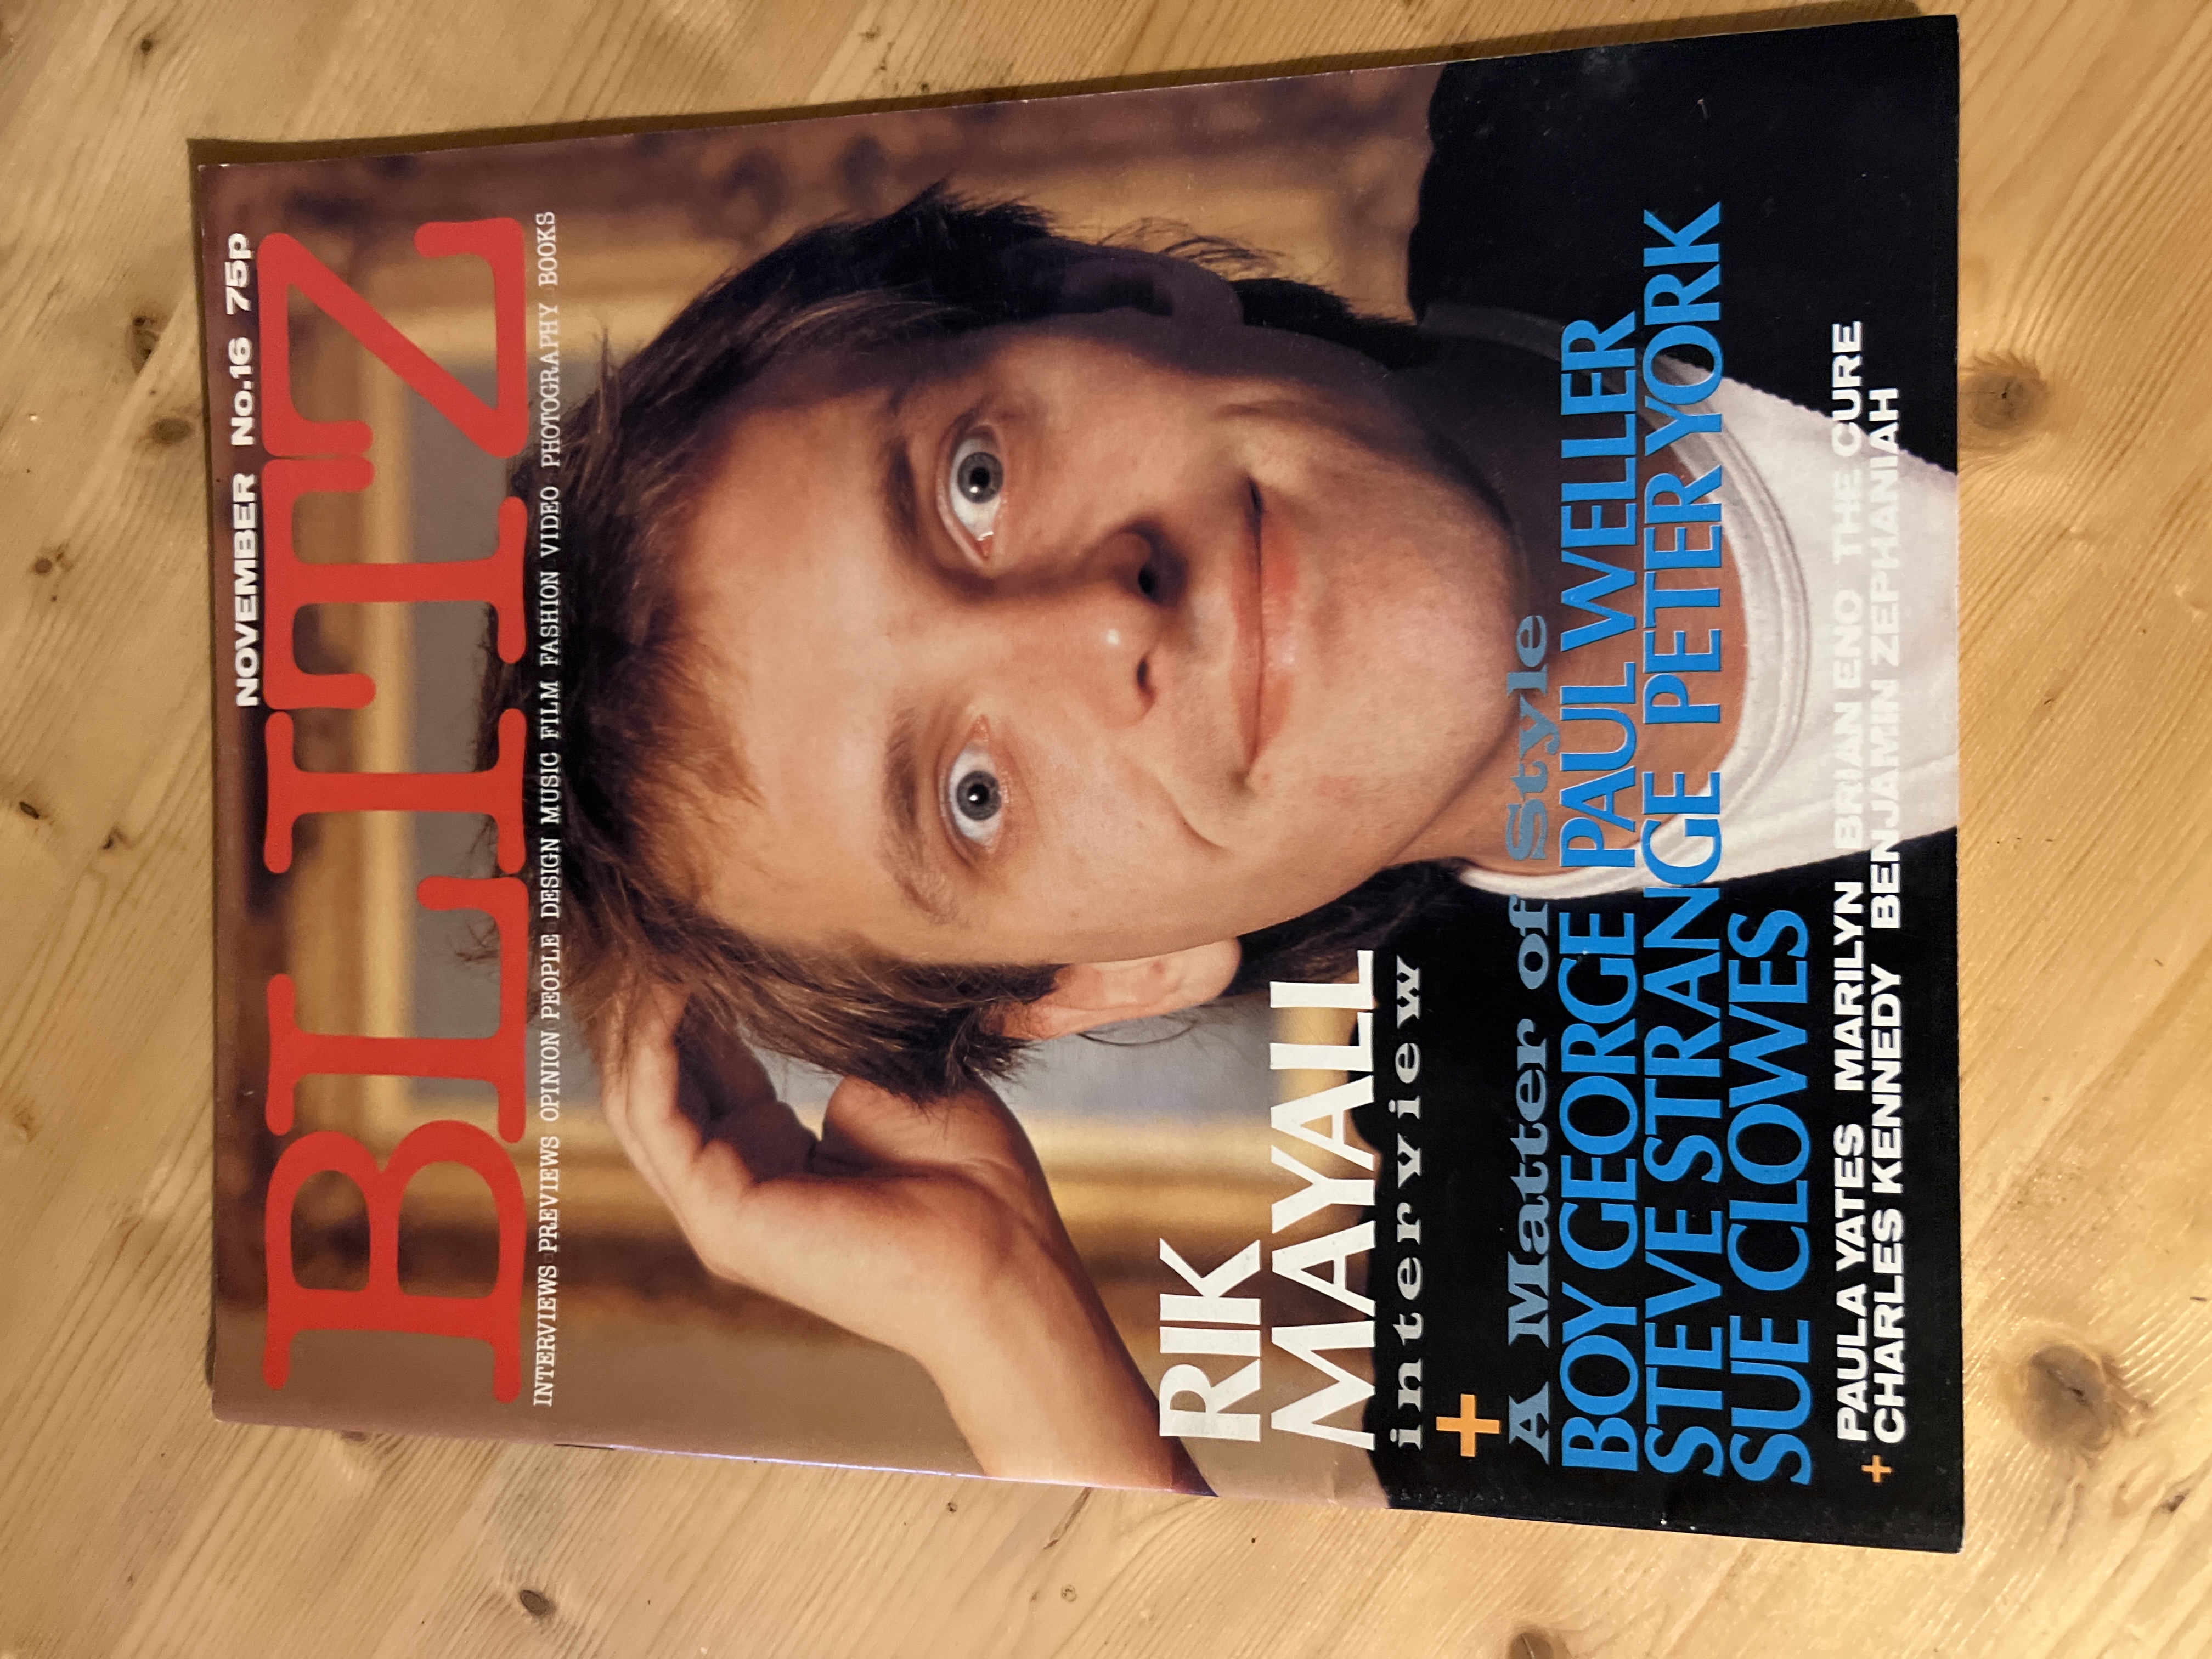 NOVEMBER No.16 75p
BLITZ
INTERVIEWS PREVIEWS OPINION PEOPLE DESIGN MUSIC FILM FASHION VIDEO PHOTOGRAPHY BOOKS
RIK
MAYALL
interview
+
A Matter of Style
BOY GEORGE PAUL WELLER
STEVE STRANGE PETER YORK
SUE CLOWES
PAULA YATES MARILYN BRIAN ENO THE CURE
+ CHARLES KENNEDY BENJAMIN ZEPHANIAH